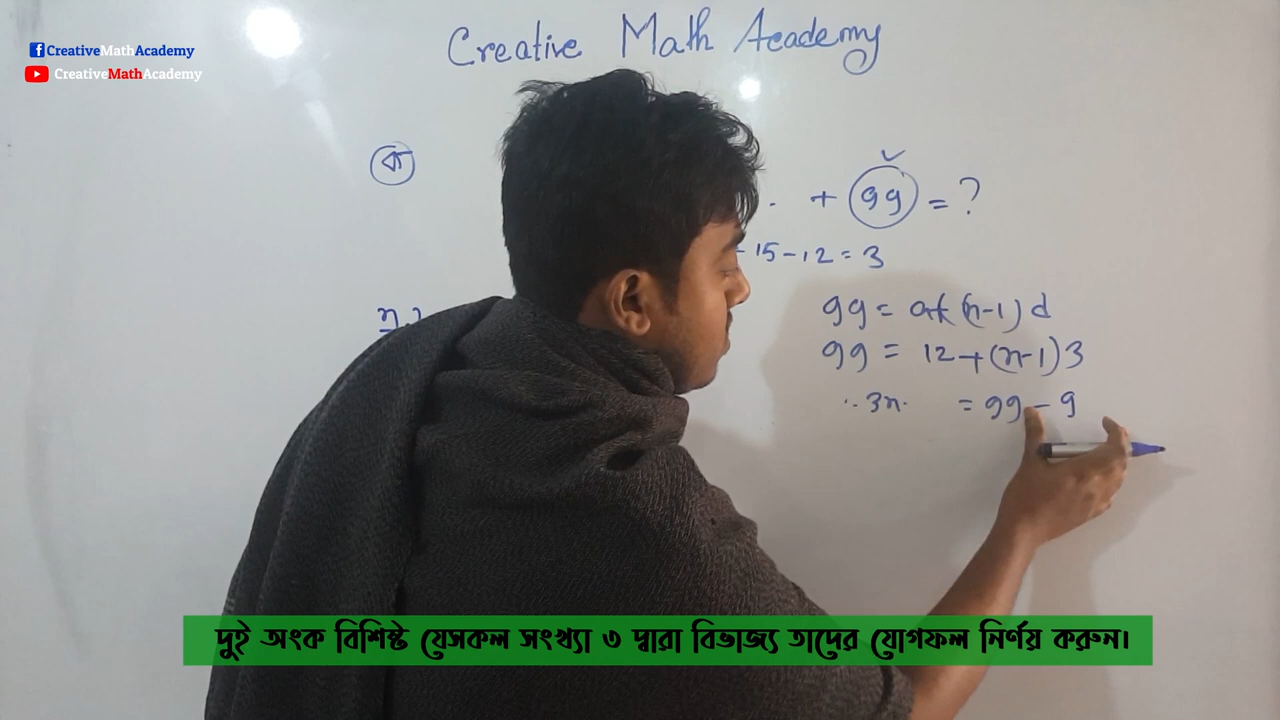 Creative Math Academy
CreativeMathAcademy
CreativeMathAcademy
ক
+ 99 = ?
-15-12=3
99 = a+(n-1)d
99 = 12+(n-1)3
∴ 3n = 99-9
দুই অংক বিশিষ্ট যেসকল সংখ্যা ৩ দ্বারা বিভাজ্য তাদের যোগফল নির্ণয় করুন।